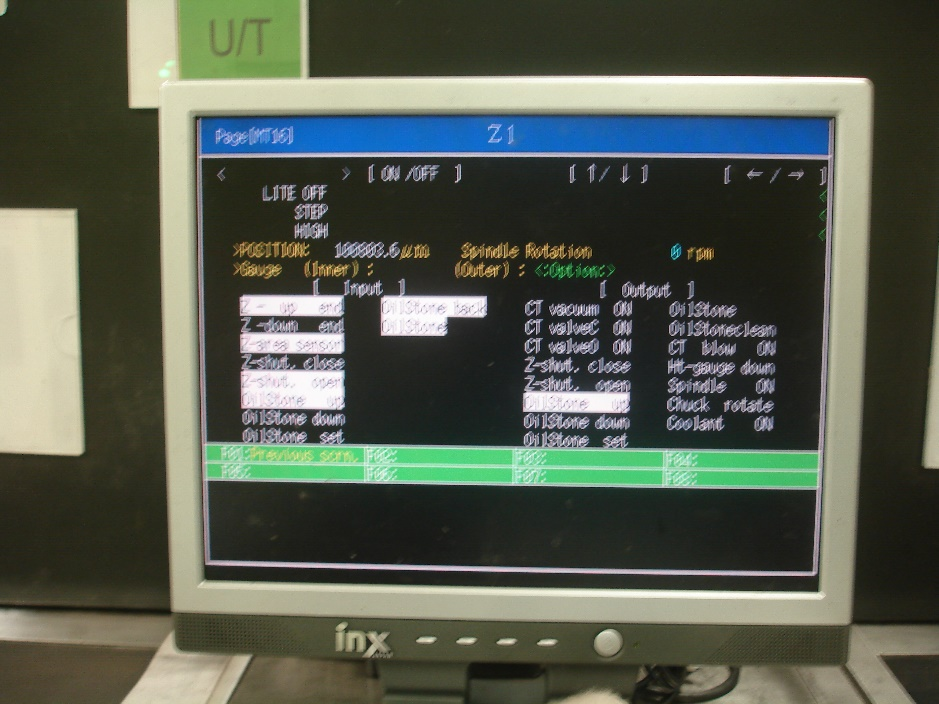 U/T
Page[MT16] Z1
< > [ ON /OFF ] [ ↑/ ↓ ] [ ← / → ]
LITE OFF
STEP
HIGH
>POSITION: 100803.6μm Spindle Rotation 0 rpm
>Gauge (Inner) : (Outer) : <:Option:>
[ Input ] [ Output ]
Z - up end OilStone back CT vacuum ON OilStone
Z -down end OilStone CT valveC ON OilStoneclean
Z-area sensor CT valveO ON CT blow ON
Z-shut. close Z-shut. close Ht-gauge down
Z-shut. open Z-shut. open Spindle ON
OilStone up OilStone up Chuck rotate
OilStone down OilStone down Coolant ON
OilStone set OilStone set
F01:Previous scrn. F02: F03: F04:
F05: F06: F07: F08:
inx